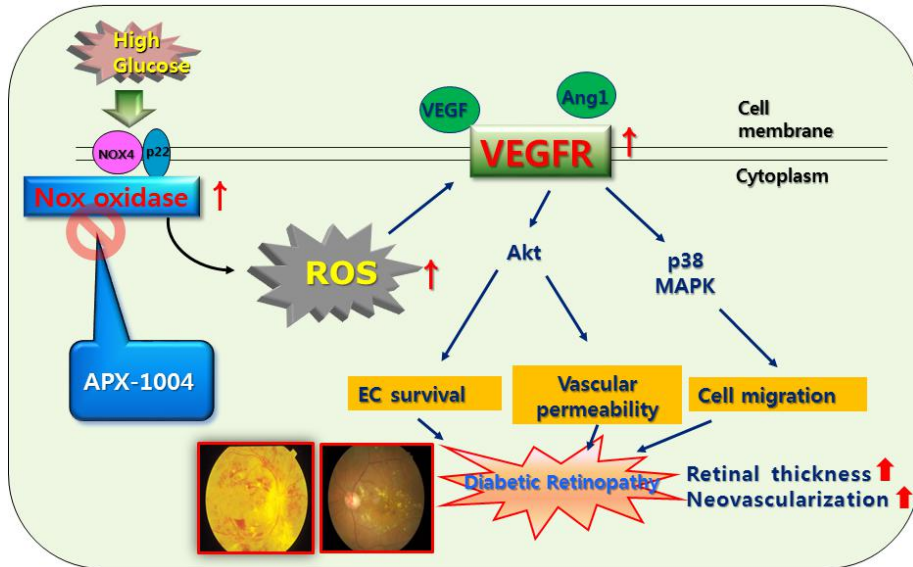 High
Glucose
NOX4
p22
Nox oxidase
APX-1004
ROS
VEGF
Ang1
VEGFR
Cell
membrane
Cytoplasm
Akt
p38
MAPK
EC survival
Vascular
permeability
Cell migration
Diabetic Retinopathy
Retinal thickness
Neovascularization